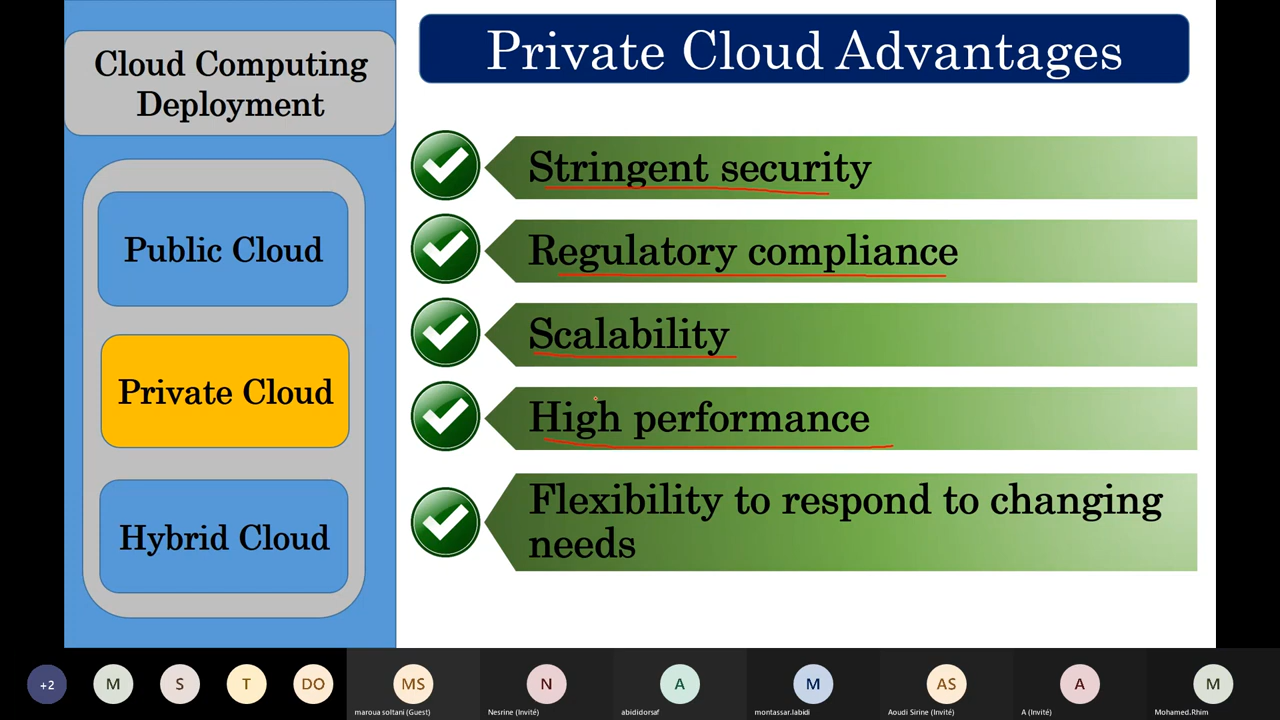 Cloud Computing
Deployment
Public Cloud
Private Cloud
Hybrid Cloud
Private Cloud Advantages
Stringent security
Regulatory compliance
Scalability
High performance
Flexibility to respond to changing
needs
+2
M
S
T
DO
MS
maroua soltani (Guest)
N
Nesrine (Invité)
A
abididorsaf
M
montassar.labidi
AS
Aoudi Sirine (Invité)
A
A (Invité)
M
Mohamed.Rhim